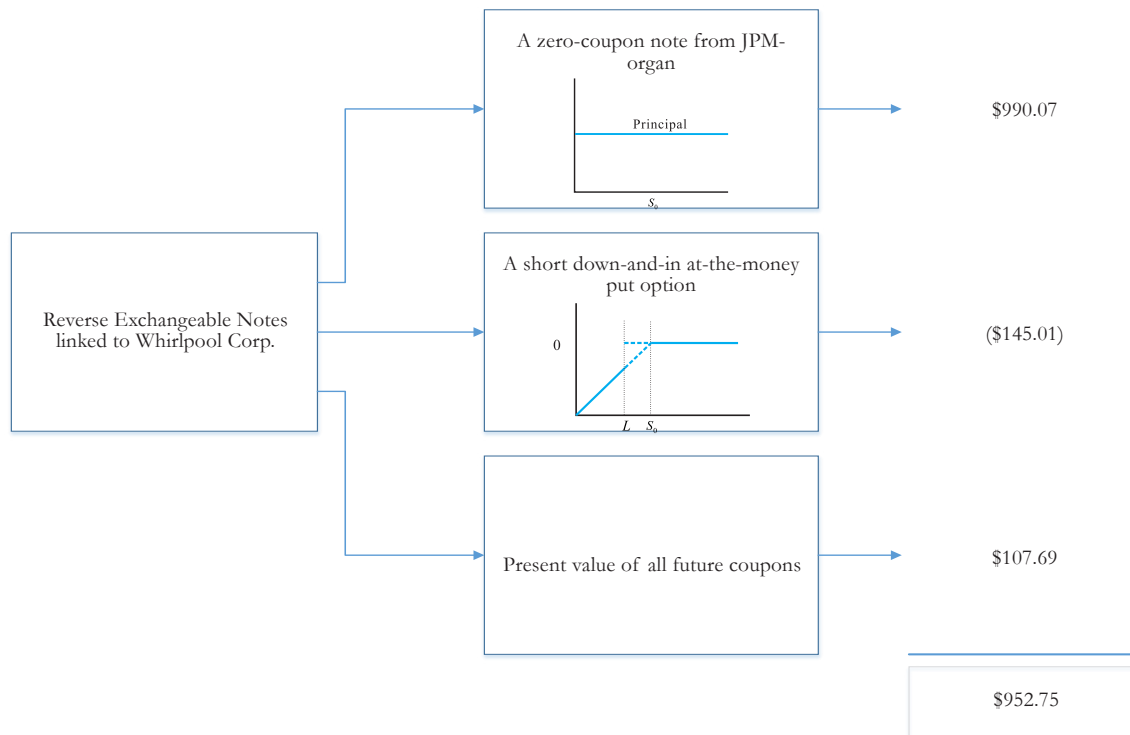 A zero-coupon note from JPM-
organ
Principal
S₀
$990.07
Reverse Exchangeable Notes
linked to Whirlpool Corp.
A short down-and-in at-the-money
put option
0
L S₀
($145.01)
Present value of all future coupons
$107.69
$952.75